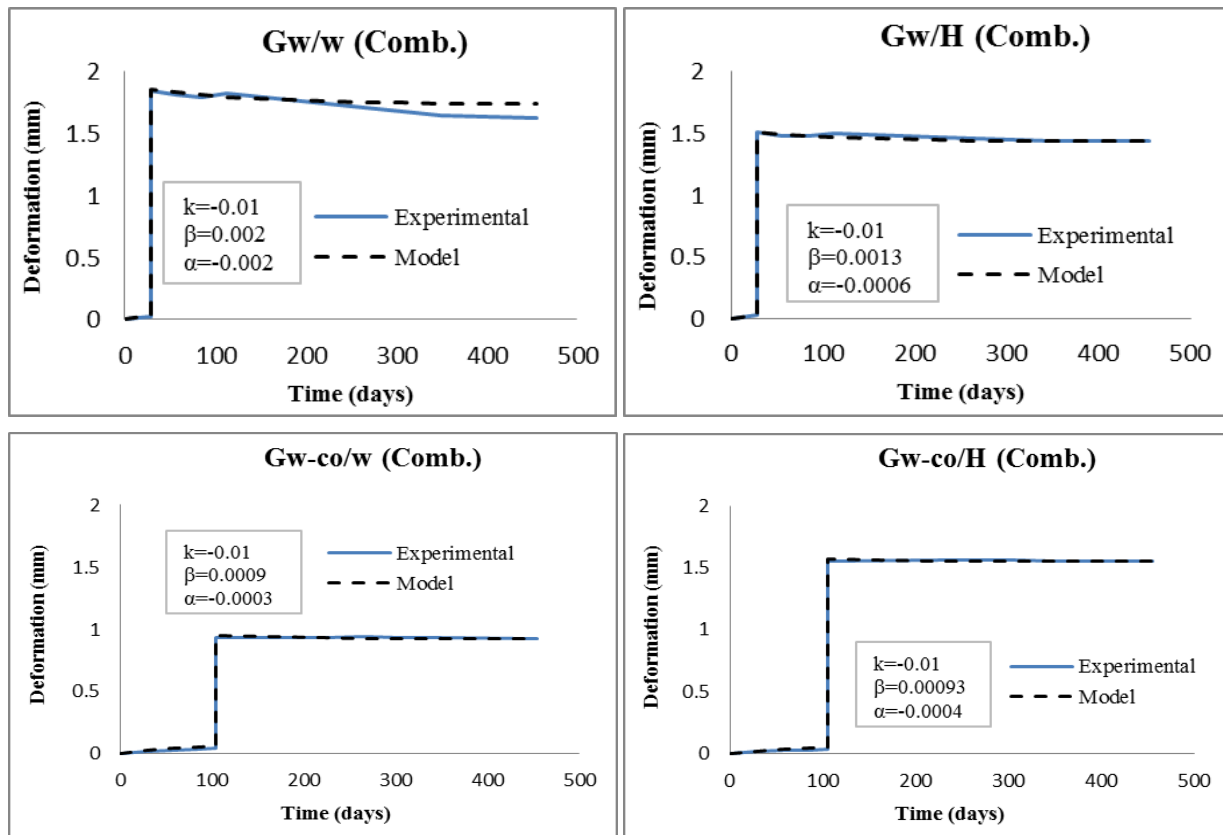 Gw/w (Comb.)
2
1.5
1
0.5
0
Deformation (mm)
k=-0.01
β=0.002
α=-0.002
Experimental
Model
0
100
200
300
400
500
Time (days)
Gw/H (Comb.)
2
1.5
1
0.5
0
Deformation (mm)
k=-0.01
β=0.0013
α=-0.0006
Experimental
Model
0
100
200
300
400
500
Time (days)
Gw-co/w (Comb.)
2
1.5
1
0.5
0
Deformation (mm)
k=-0.01
β=0.0009
α=-0.0003
Experimental
Model
0
100
200
300
400
500
Time (days)
Gw-co/H (Comb.)
2
1.5
1
0.5
0
Deformation (mm)
k=-0.01
β=0.00093
α=-0.0004
Experimental
Model
0
100
200
300
400
500
Time (days)